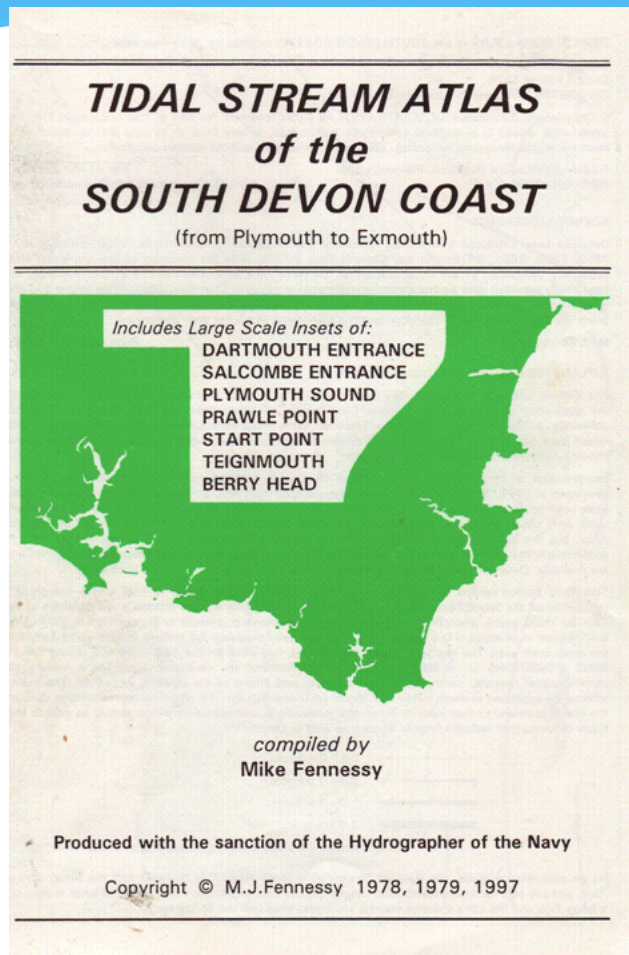 TIDAL STREAM ATLAS
of the
SOUTH DEVON COAST
(from Plymouth to Exmouth)
Includes Large Scale Insets of:
DARTMOUTH ENTRANCE
SALCOMBE ENTRANCE
PLYMOUTH SOUND
PRAWLE POINT
START POINT
TEIGNMOUTH
BERRY HEAD
compiled by
Mike Fennessy
Produced with the sanction of the Hydrographer of the Navy
Copyright © M.J.Fennessy 1978, 1979, 1997